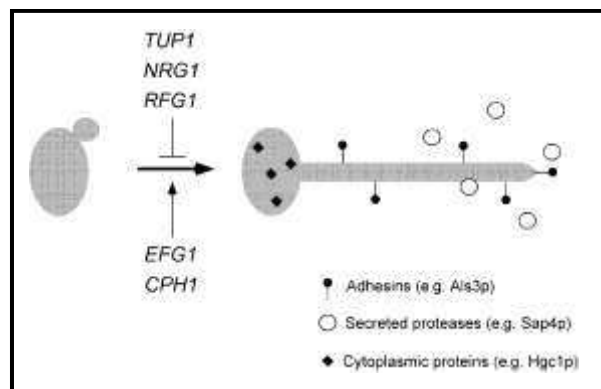 TUP1
NRG1
RFG1
EFG1
CPH1
Adhesins (e.g. Als3p)
Secreted proteases (e.g. Sap4p)
Cytoplasmic proteins (e.g. Hgc1p)